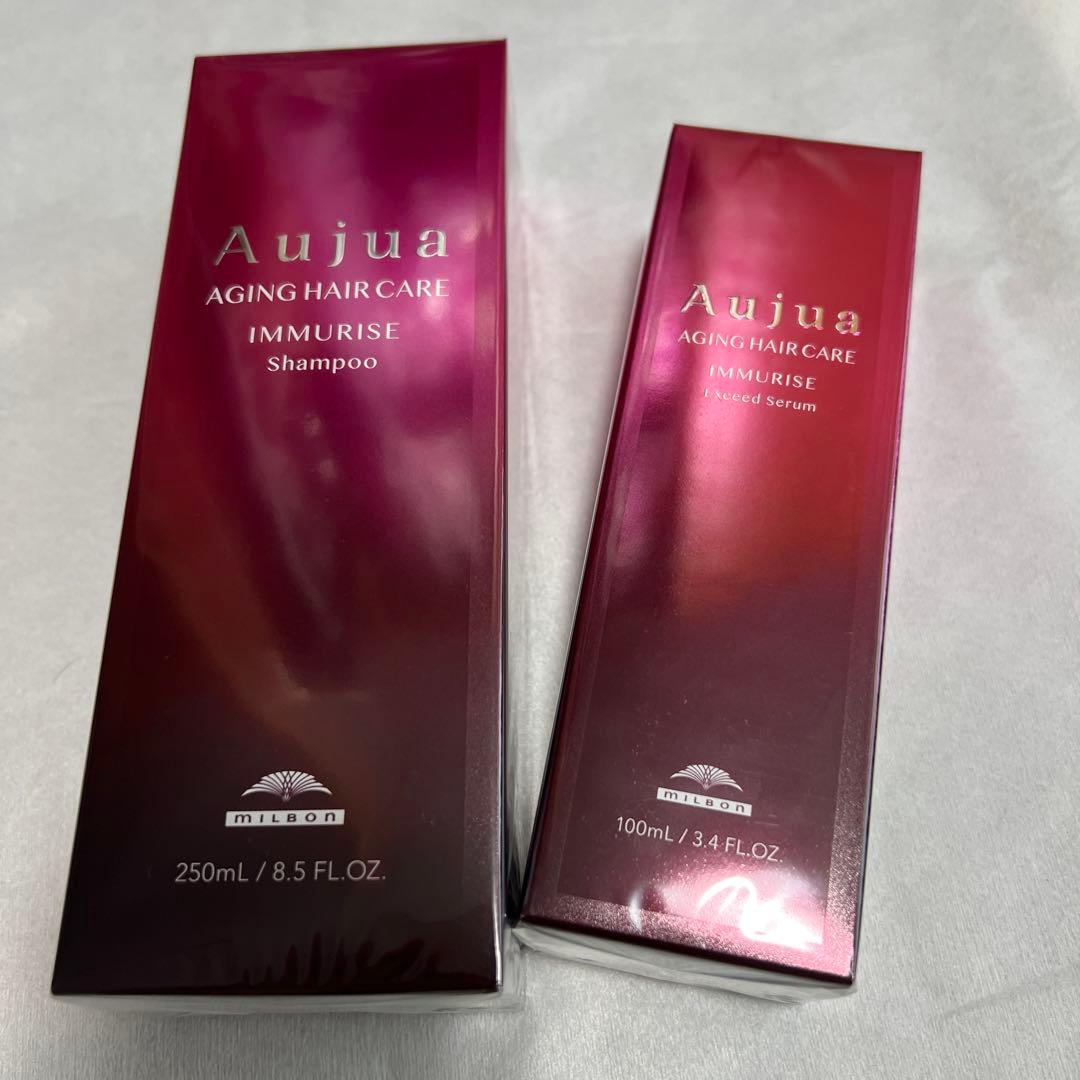 Aujua
AGING HAIR CARE
IMMURISE
Shampoo
MILBON
250mL / 8.5 FL.OZ.
Aujua
AGING HAIR CARE
IMMURISE
Exceed Serum
MILBON
100mL / 3.4 FL.OZ.